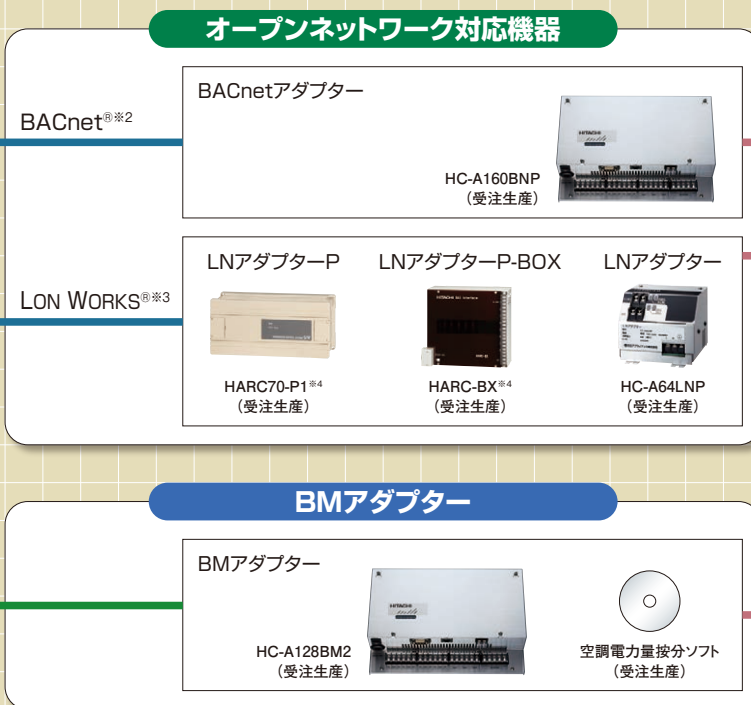 オープンネットワーク対応機器
BACnet®※2
BACnetアダプター
HITACHI
HC-A160BNP
（受注生産）
LON WORKS®※3
LNアダプターP
LNアダプターP-BOX
LNアダプター
HARC70-P1※4
（受注生産）
HARC-BX※4
（受注生産）
HC-A64LNP
（受注生産）
BMアダプター
BMアダプター
HITACHI
HC-A128BM2
（受注生産）
空調電力量按分ソフト
（受注生産）